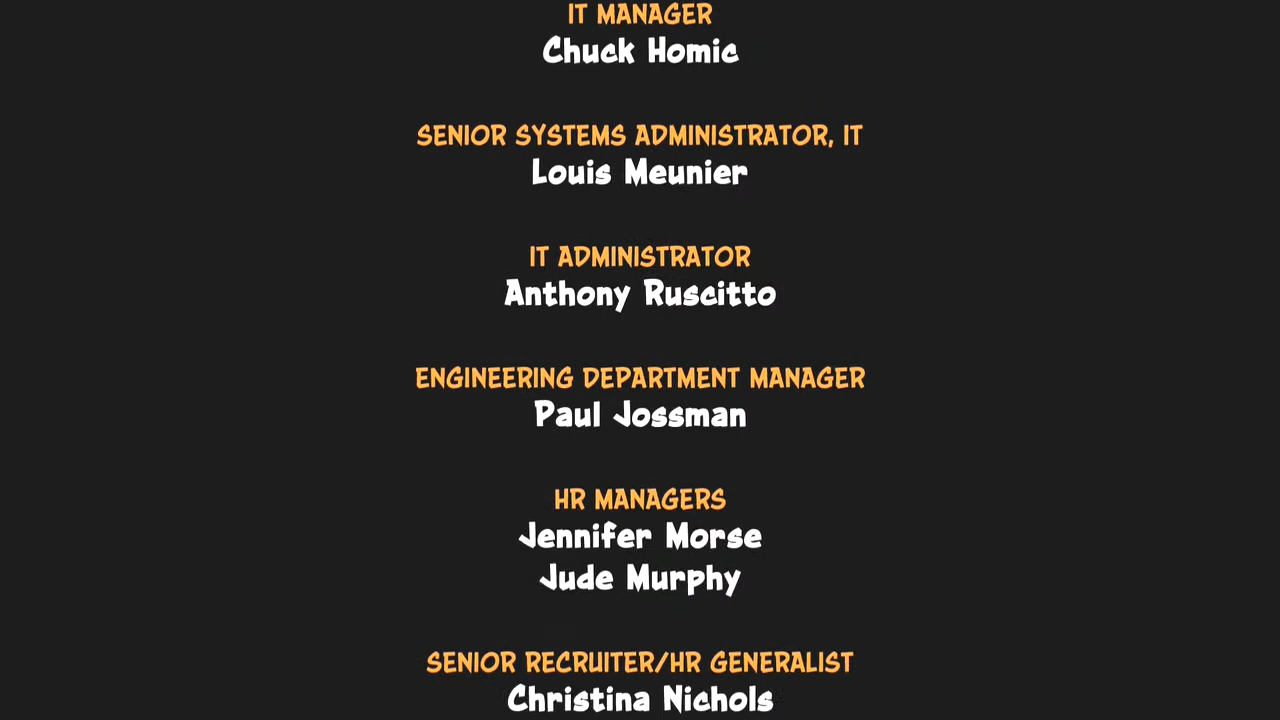 IT MANAGER
Chuck Homic
SENIOR SYSTEMS ADMINISTRATOR, IT
Louis Meunier
IT ADMINISTRATOR
Anthony Ruscitto
ENGINEERING DEPARTMENT MANAGER
Paul Jossman
HR MANAGERS
Jennifer Morse
Jude Murphy
SENIOR RECRUITER/HR GENERALIST
Christina Nichols